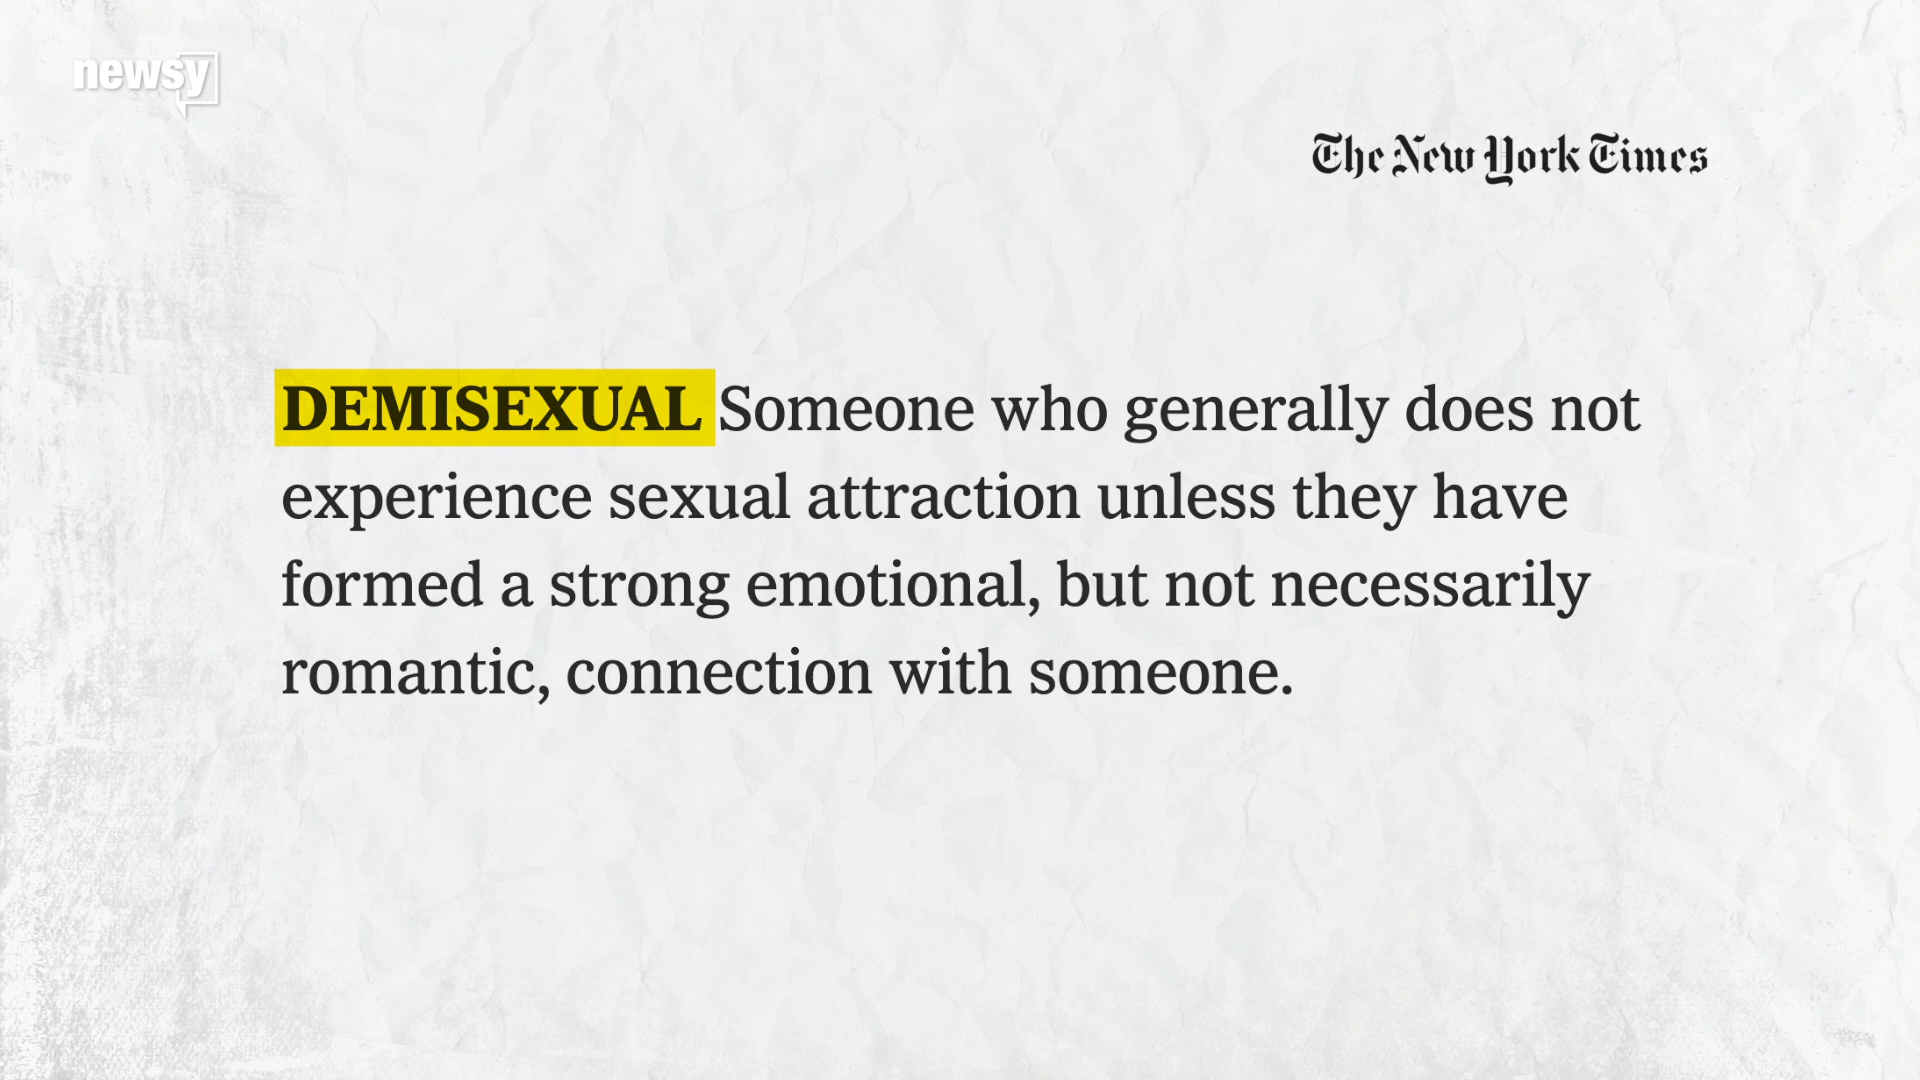 newsy
The New York Times
DEMISEXUAL Someone who generally does not
experience sexual attraction unless they have
formed a strong emotional, but not necessarily
romantic, connection with someone.